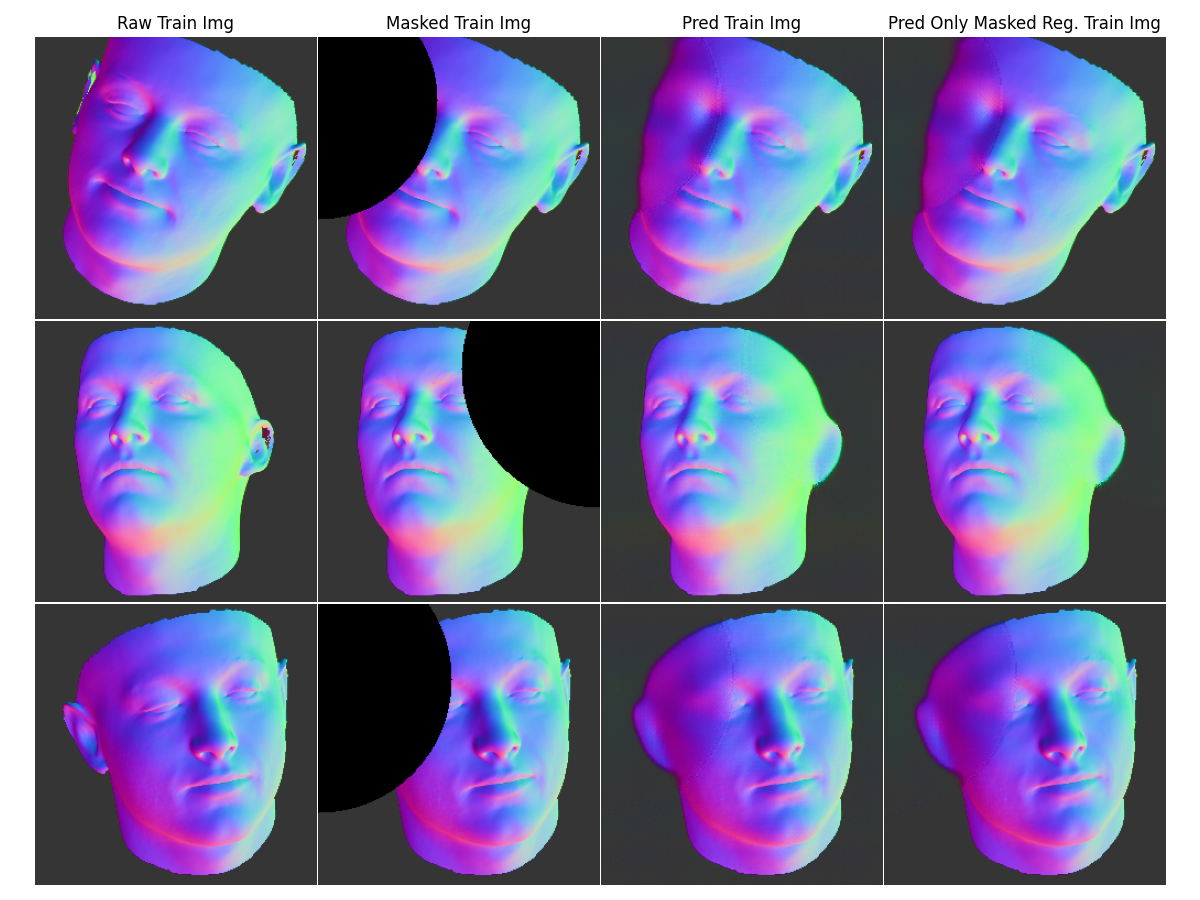 Raw Train Img
Masked Train Img
Pred Train Img
Pred Only Masked Reg. Train Img